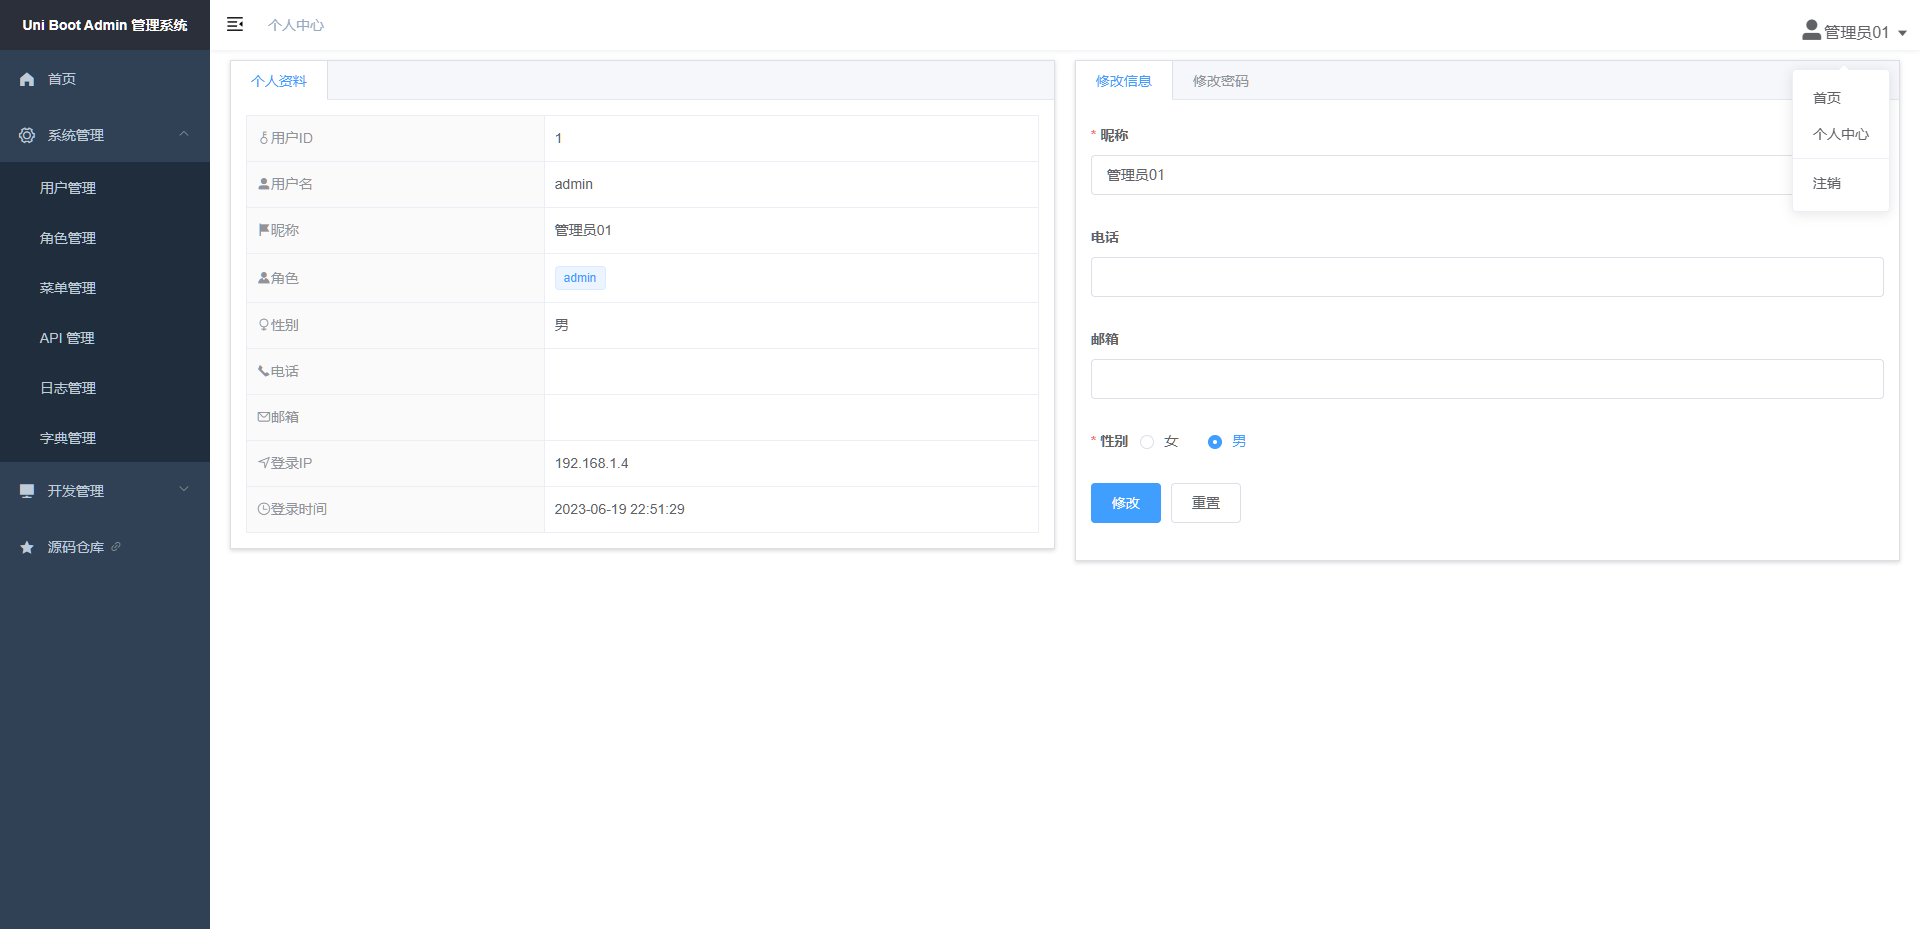 Uni Boot Admin 管理系统
首页
系统管理
用户管理
角色管理
菜单管理
API 管理
日志管理
字典管理
开发管理
源码仓库
个人中心
管理员01
首页
个人中心
注销
个人资料
用户ID 1
用户名 admin
昵称 管理员01
角色 admin
性别 男
电话
邮箱
登录IP 192.168.1.4
登录时间 2023-06-19 22:51:29
修改信息 修改密码
* 昵称
管理员01
电话
邮箱
* 性别 女 男
修改 重置